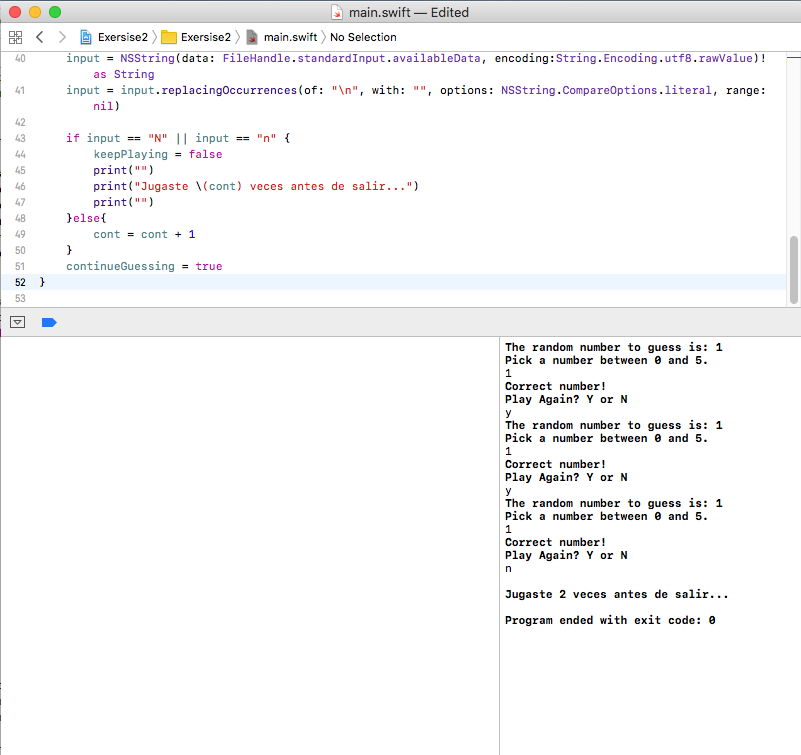 main.swift — Edited
Exersise2 Exersise2 main.swift No Selection
40 input = NSString(data: FileHandle.standardInput.availableData, encoding:String.Encoding.utf8.rawValue)!
as String
41 input = input.replacingOccurrences(of: "\n", with: "", options: NSString.CompareOptions.literal, range:
nil)
42
43 if input == "N" || input == "n" {
44 keepPlaying = false
45 print("")
46 print("Jugaste \(cont) veces antes de salir...")
47 print("")
48 }else{
49 cont = cont + 1
50 }
51 continueGuessing = true
52 }
53
The random number to guess is: 1
Pick a number between 0 and 5.
1
Correct number!
Play Again? Y or N
y
The random number to guess is: 1
Pick a number between 0 and 5.
1
Correct number!
Play Again? Y or N
y
The random number to guess is: 1
Pick a number between 0 and 5.
1
Correct number!
Play Again? Y or N
n
Jugaste 2 veces antes de salir...
Program ended with exit code: 0